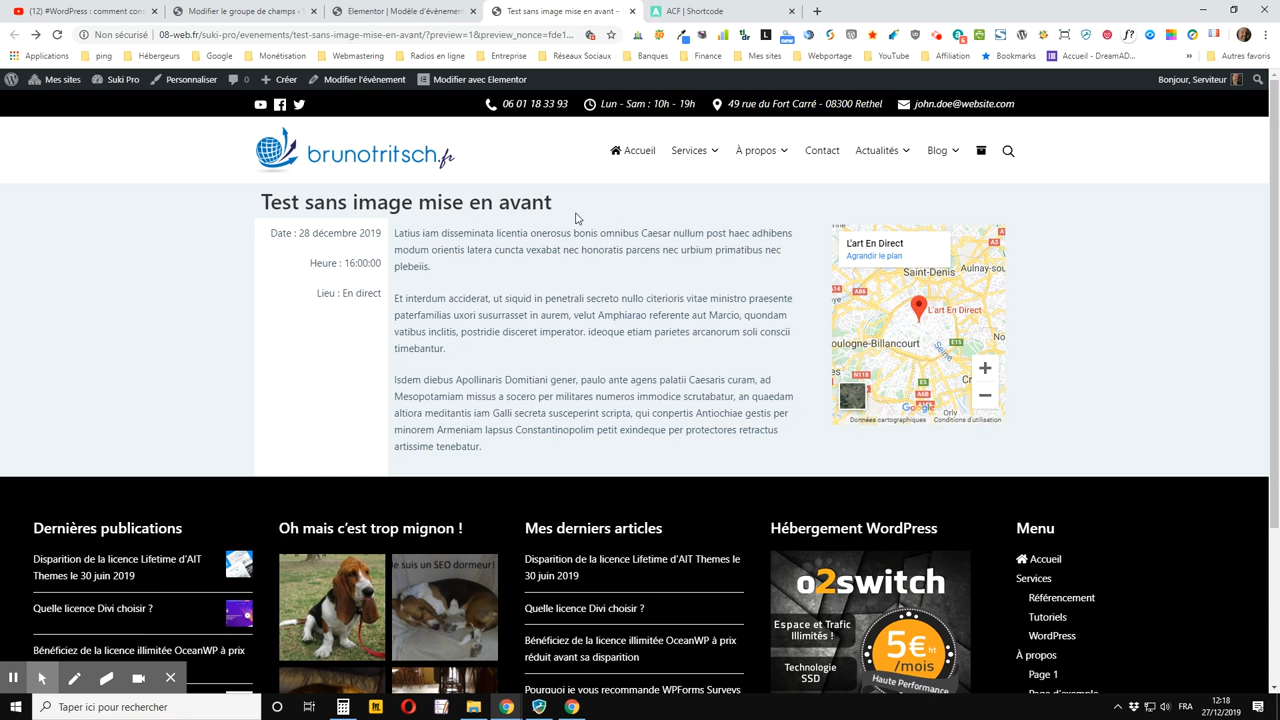 (12) #WordPress : comment cons
Modifier le groupe de champs ‹ S
Elementor | Modèle d'évènement
Test sans image mise en avant –
ACF | Shortcode
Non sécurisé | 08-web.fr/suki-pro/evenements/test-sans-image-mise-en-avant/?preview=1&preview_nonce=fde1...
Applications
ping
Hébergeurs
Google
Monétisation
Webmastering
Radios en ligne
Entreprise
Réseaux Sociaux
Banques
Finance
Mes sites
Webportage
YouTube
Affiliation
Bookmarks
Accueil - DreamAD...
»
Autres favoris
Mes sites
Suki Pro
Personnaliser
0
Créer
Modifier l'évènement
Modifier avec Elementor
Bonjour, Serviteur
06 01 18 33 93
Lun - Sam : 10h - 19h
49 rue du Fort Carré - 08300 Rethel
john.doe@website.com
brunotritsch.fr
Accueil
Services
À propos
Contact
Actualités
Blog
Test sans image mise en avant
Date : 28 décembre 2019
Heure : 16:00:00
Lieu : En direct
Latius iam disseminata licentia onerosus bonis omnibus Caesar nullum post haec adhibens
modum orientis latera cuncta vexabat nec honoratis parcens nec urbium primatibus nec
plebeiis.
Et interdum acciderat, ut siquid in penetrali secreto nullo citerioris vitae ministro praesente
paterfamilias uxori susurrasset in aurem, velut Amphiarao referente aut Marcio, quondam
vatibus inclitis, postridie disceret imperator. ideoque etiam parietes arcanorum soli conscii
timebantur.
Isdem diebus Apollinaris Domitiani gener, paulo ante agens palatii Caesaris curam, ad
Mesopotamiam missus a socero per militares numeros immodice scrutabatur, an quaedam
altiora meditantis iam Galli secreta susceperint scripta, qui conpertis Antiochiae gestis per
minorem Armeniam lapsus Constantinopolim petit exindeque per protectores retractus
artissime tenebatur.
L'art En Direct
Agrandir le plan
A3
Saint-Denis
Aulnay-sou
A14
A86
L'art En Direct
oulogne-Billancourt
Seine
E15
No
N118
E5
Cr
Google
Orly
Données cartographiques
Conditions d'utilisation
Dernières publications
Disparition de la licence Lifetime d'AIT
Themes le 30 juin 2019
Quelle licence Divi choisir ?
Bénéficiez de la licence illimitée OceanWP à prix
Oh mais c'est trop mignon !
e suis un SEO dormeur!
Mes derniers articles
Disparition de la licence Lifetime d'AIT Themes le
30 juin 2019
Quelle licence Divi choisir ?
Bénéficiez de la licence illimitée OceanWP à prix
réduit avant sa disparition
Pourquoi je vous recommande WPForms Surveys
Hébergement WordPress
o2switch
Espace et Trafic
Illimités !
Technologie
SSD
5€ ht
/mois
Haute Performance
Menu
Accueil
Services
Référencement
Tutoriels
WordPress
À propos
Page 1
Page d'exemple
Taper ici pour rechercher
FRA
12:18
27/12/2019